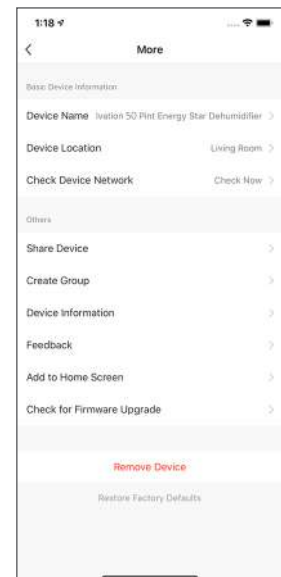 1:18
More
Basic Device Information
Device Name Ivation 50 Pint Energy Star Dehumidifier
Device Location Living Room
Check Device Network Check Now
Others
Share Device
Create Group
Device Information
Feedback
Add to Home Screen
Check for Firmware Upgrade
Remove Device
Restore Factory Defaults